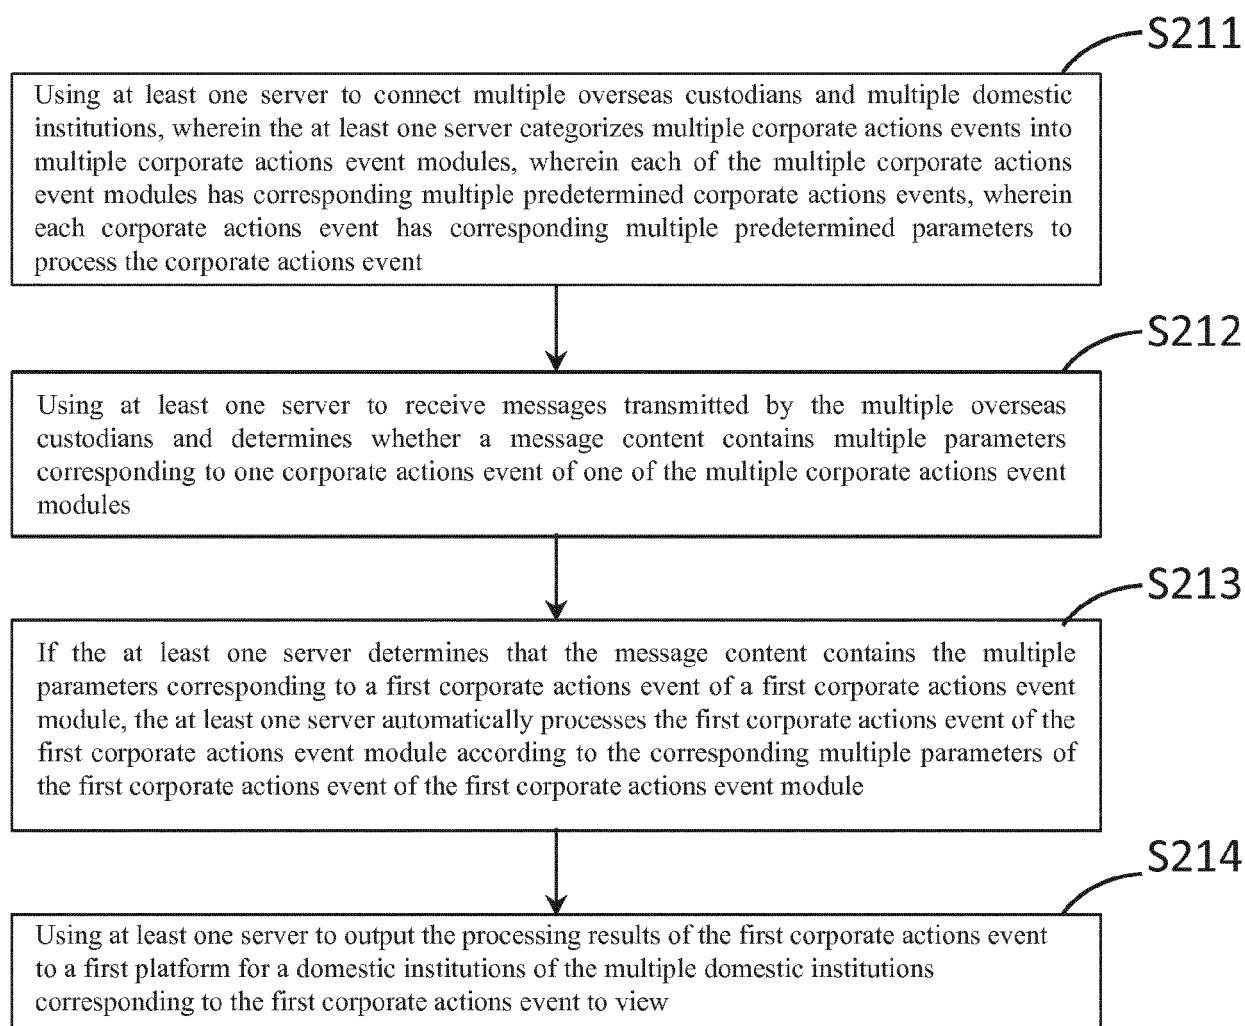 S211
Using at least one server to connect multiple overseas custodians and multiple domestic
institutions, wherein the at least one server categorizes multiple corporate actions events into
multiple corporate actions event modules, wherein each of the multiple corporate actions
event modules has corresponding multiple predetermined corporate actions events, wherein
each corporate actions event has corresponding multiple predetermined parameters to
process the corporate actions event
S212
Using at least one server to receive messages transmitted by the multiple overseas
custodians and determines whether a message content contains multiple parameters
corresponding to one corporate actions event of one of the multiple corporate actions event
modules
S213
If the at least one server determines that the message content contains the multiple
parameters corresponding to a first corporate actions event of a first corporate actions event
module, the at least one server automatically processes the first corporate actions event of the
first corporate actions event module according to the corresponding multiple parameters of
the first corporate actions event of the first corporate actions event module
S214
Using at least one server to output the processing results of the first corporate actions event
to a first platform for a domestic institutions of the multiple domestic institutions
corresponding to the first corporate actions event to view